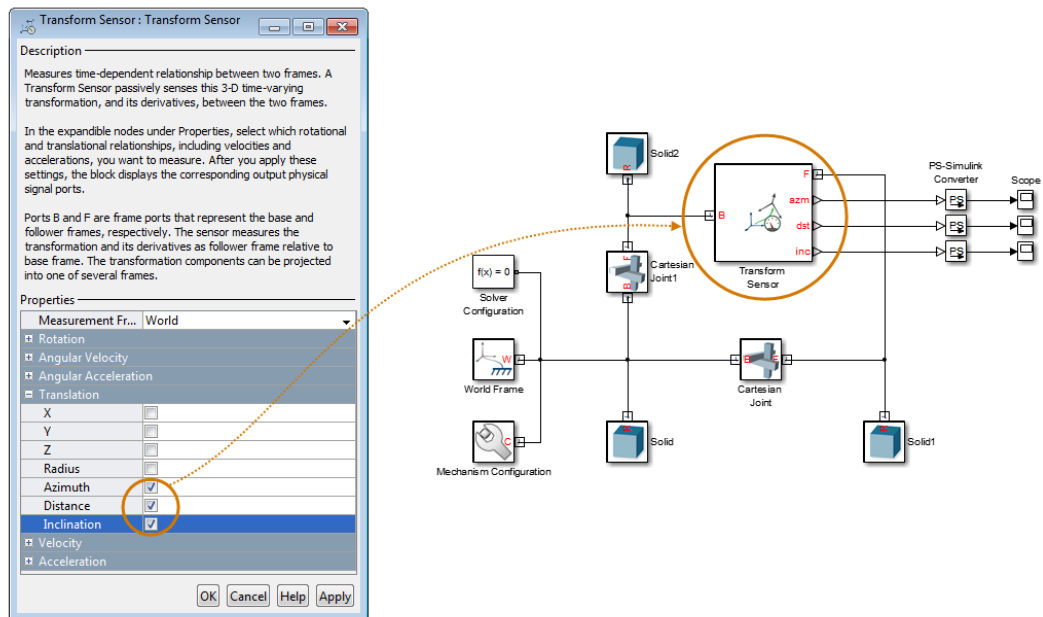 Transform Sensor : Transform Sensor
Description
Measures time-dependent relationship between two frames. A
Transform Sensor passively senses this 3-D time-varying
transformation, and its derivatives, between the two frames.
In the expandible nodes under Properties, select which rotational
and translational relationships, including velocities and
accelerations, you want to measure. After you apply these
settings, the block displays the corresponding output physical
signal ports.
Ports B and F are frame ports that represent the base and
follower frames, respectively. The sensor measures the
transformation and its derivatives as follower frame relative to
base frame. The transformation components can be projected
into one of several frames.
Properties
Measurement Fr... World
Rotation
Angular Velocity
Angular Acceleration
Translation
X
Y
Z
Radius
Azimuth
Distance
Inclination
Velocity
Acceleration
OK Cancel Help Apply
Solid2
R
B
F
azm
dst
inc
Transform
Sensor
PS-Simulink
Converter
Scope
PS
PS
PS
F
B
Cartesian
Joint1
f(x) = 0
Solver
Configuration
W
World Frame
C
Mechanism Configuration
B
F
Cartesian
Joint
R
Solid
R
Solid1